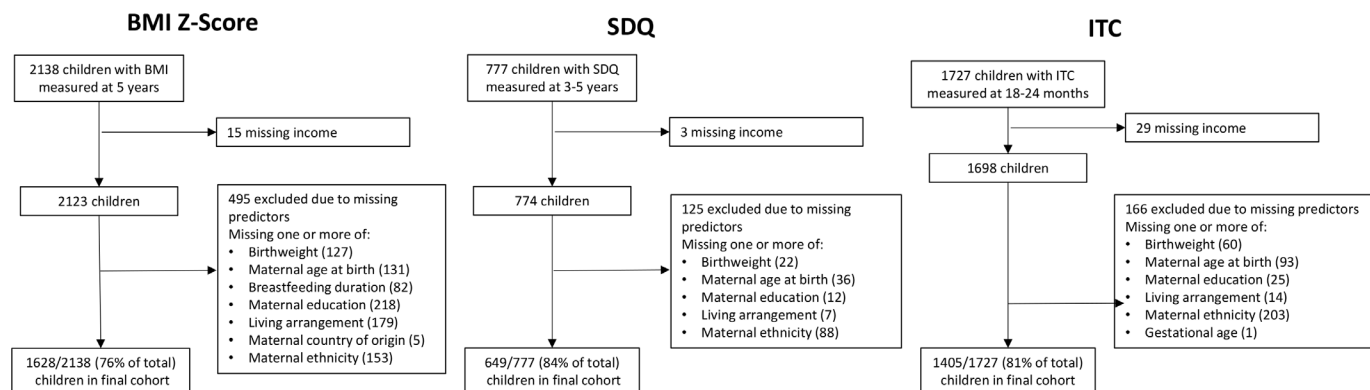 BMI Z-Score
2138 children with BMI
measured at 5 years
15 missing income
2123 children
495 excluded due to missing
predictors
Missing one or more of:
• Birthweight (127)
• Maternal age at birth (131)
• Breastfeeding duration (82)
• Maternal education (218)
• Living arrangement (179)
• Maternal country of origin (5)
• Maternal ethnicity (153)
1628/2138 (76% of total)
children in final cohort
SDQ
777 children with SDQ
measured at 3-5 years
3 missing income
774 children
125 excluded due to missing
predictors
Missing one or more of:
• Birthweight (22)
• Maternal age at birth (36)
• Maternal education (12)
• Living arrangement (7)
• Maternal ethnicity (88)
649/777 (84% of total)
children in final cohort
ITC
1727 children with ITC
measured at 18-24 months
29 missing income
1698 children
166 excluded due to missing predictors
Missing one or more of:
• Birthweight (60)
• Maternal age at birth (93)
• Maternal education (25)
• Living arrangement (14)
• Maternal ethnicity (203)
• Gestational age (1)
1405/1727 (81% of total)
children in final cohort